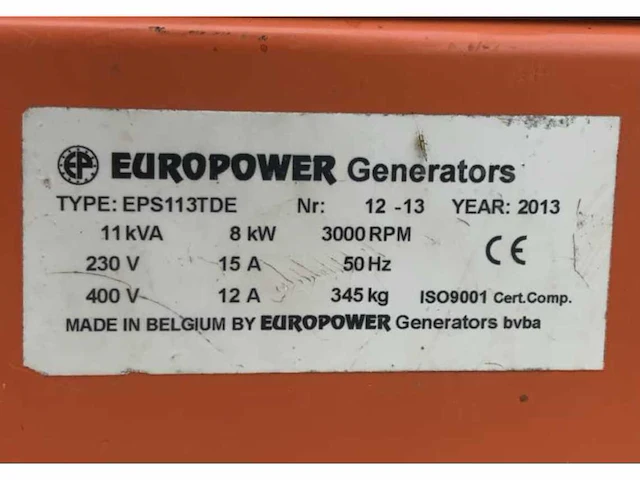 EP EUROPOWER Generators
TYPE: EPS113TDE Nr: 12 -13 YEAR: 2013
11 kVA 8 kW 3000 RPM CE
230 V 15 A 50 Hz
400 V 12 A 345 kg ISO9001 Cert.Comp.
MADE IN BELGIUM BY EUROPOWER Generators bvba